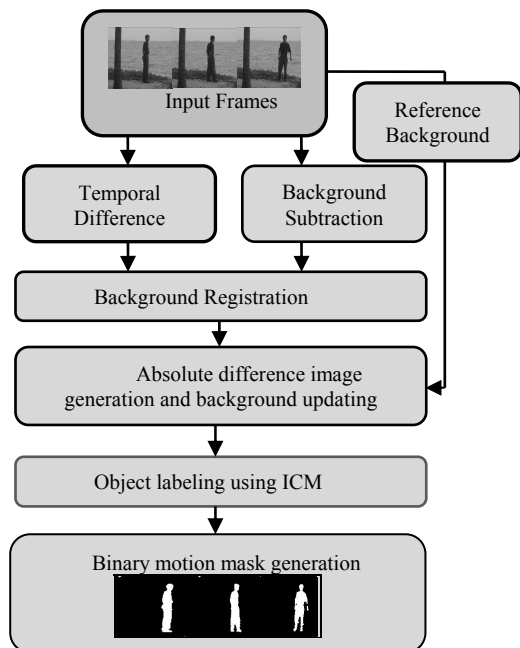 Input Frames
Reference
Background
Temporal
Difference
Background
Subtraction
Background Registration
Absolute difference image
generation and background updating
Object labeling using ICM
Binary motion mask generation